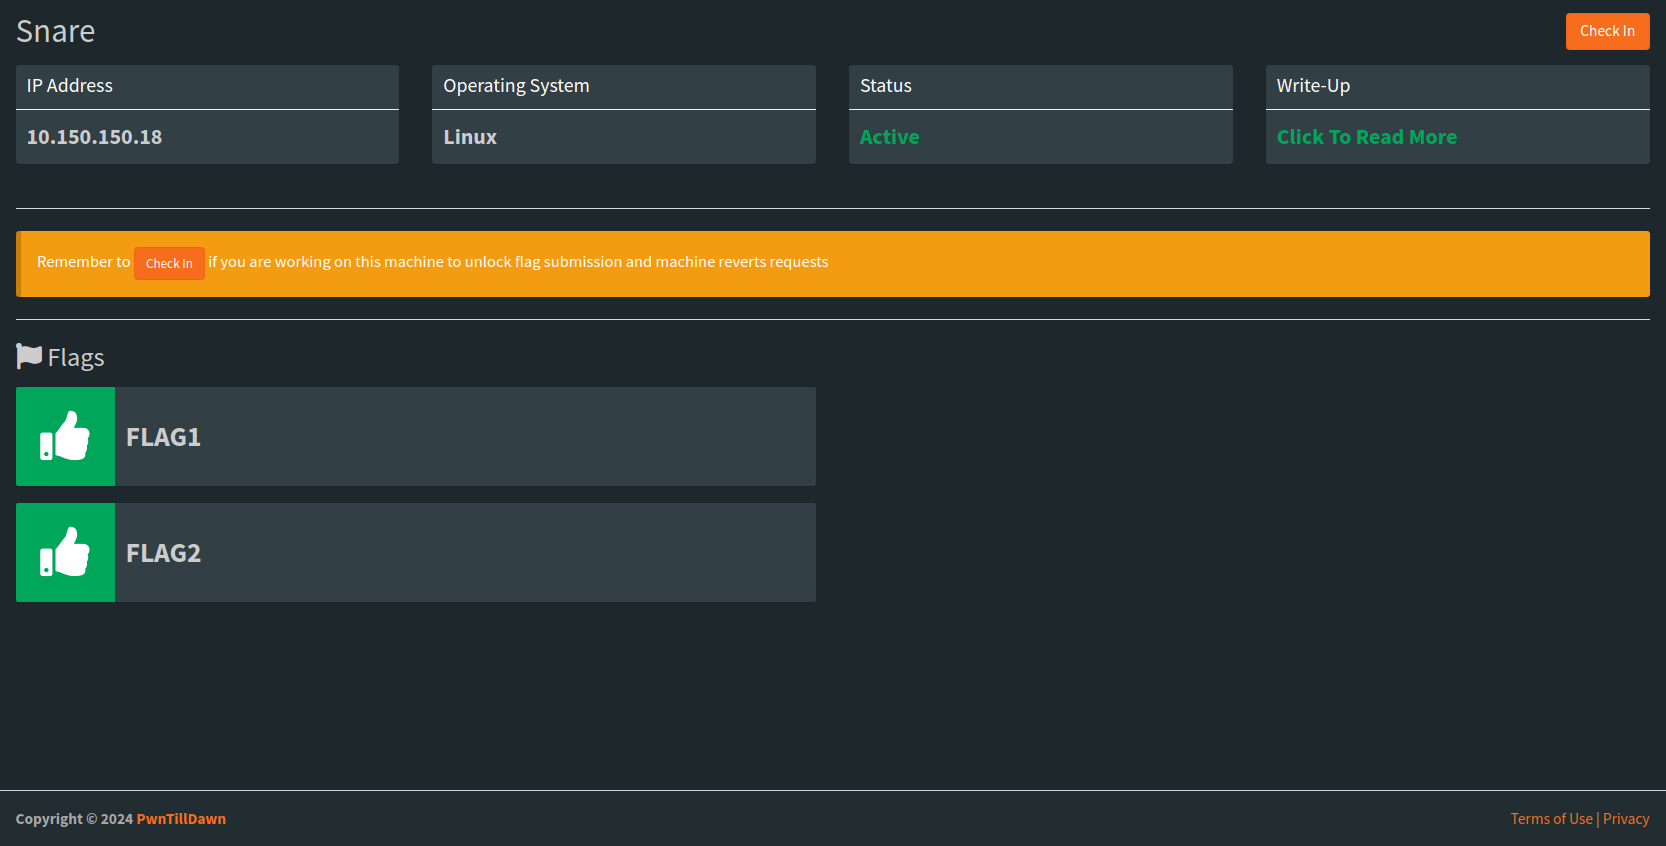 Snare
Check In
IP Address
10.150.150.18
Operating System
Linux
Status
Active
Write-Up
Click To Read More
Remember to Check In if you are working on this machine to unlock flag submission and machine reverts requests
Flags
FLAG1
FLAG2
Copyright © 2024 PwnTillDawn
Terms of Use | Privacy